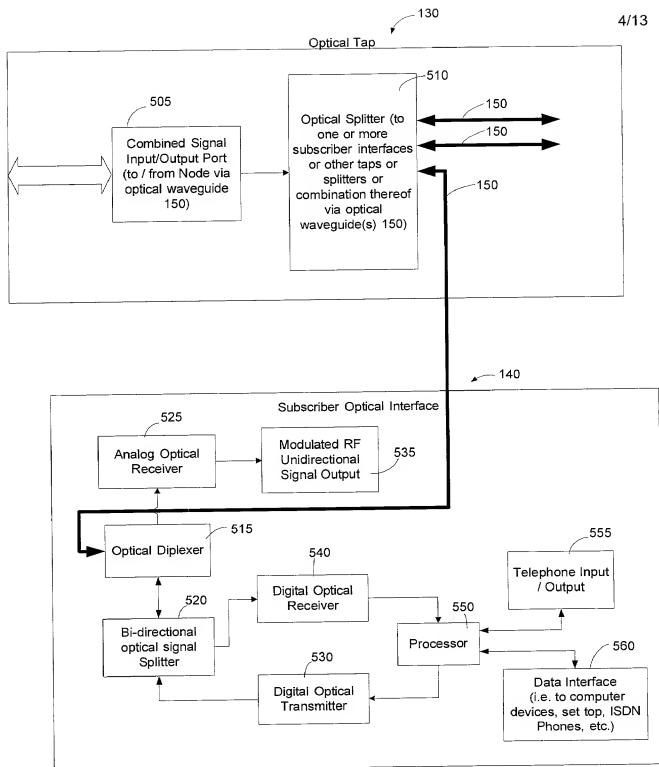 130
4/13
Optical Tap
505
Combined Signal
Input/Output Port
(to / from Node via
optical waveguide
150)
510
Optical Splitter (to
one or more
subscriber interfaces
or other taps or
splitters or
combination thereof
via optical
waveguide(s) 150)
150
150
150
140
Subscriber Optical Interface
525
Analog Optical
Receiver
Modulated RF
Unidirectional
Signal Output
535
515
Optical Diplexer
520
Bi-directional
optical signal
Splitter
540
Digital Optical
Receiver
530
Digital Optical
Transmitter
550
Processor
555
Telephone Input
/ Output
560
Data Interface
(i.e. to computer
devices, set top, ISDN
Phones, etc.)